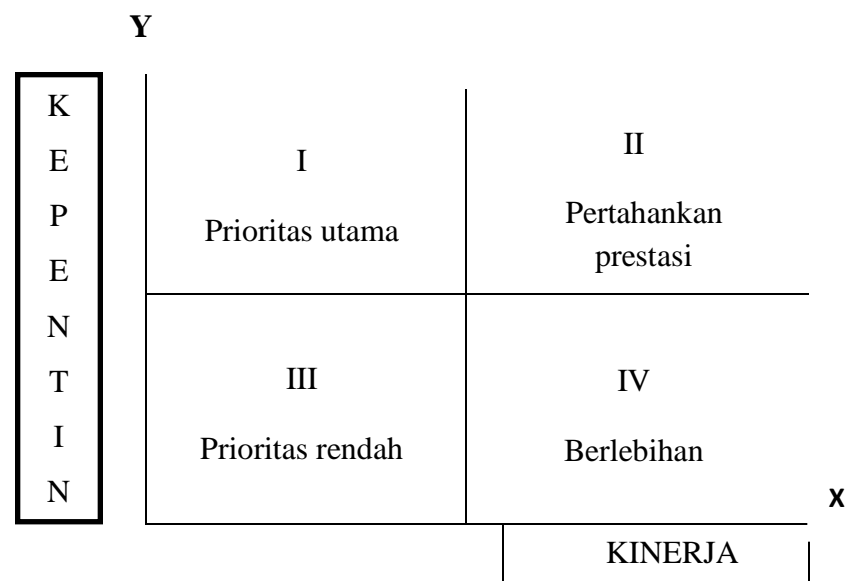 Y
K
E
P
E
N
T
I
N
I
Prioritas utama
II
Pertahankan
prestasi
III
Prioritas rendah
IV
Berlebihan
X
KINERJA